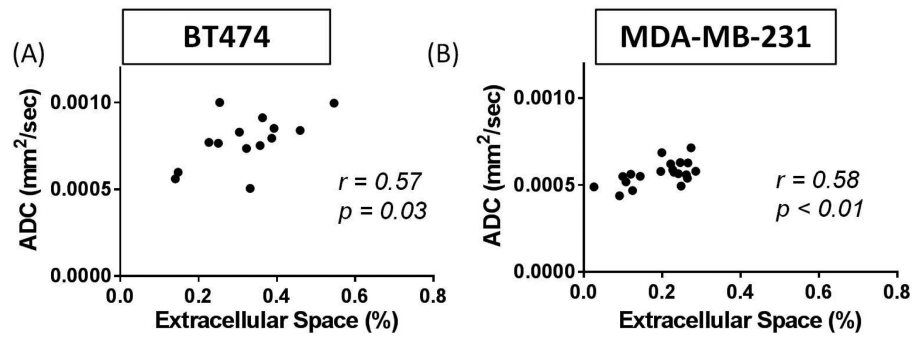 (A)
BT474
ADC (mm²/sec)
0.0010
0.0005
0.0000
r = 0.57
p = 0.03
0.0 0.2 0.4 0.6 0.8
Extracellular Space (%)
(B)
MDA-MB-231
ADC (mm²/sec)
0.0010
0.0005
0.0000
r = 0.58
p < 0.01
0.0 0.2 0.4 0.6 0.8
Extracellular Space (%)